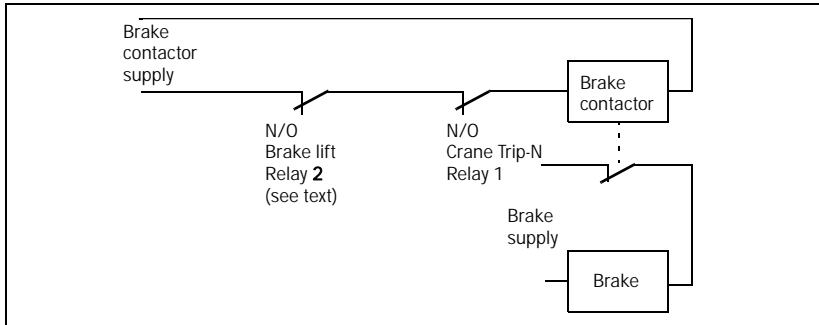 Brake
contactor
supply
Brake
contactor
N/O
Brake lift
Relay 2
(see text)
N/O
Crane Trip-N
Relay 1
Brake
supply
Brake